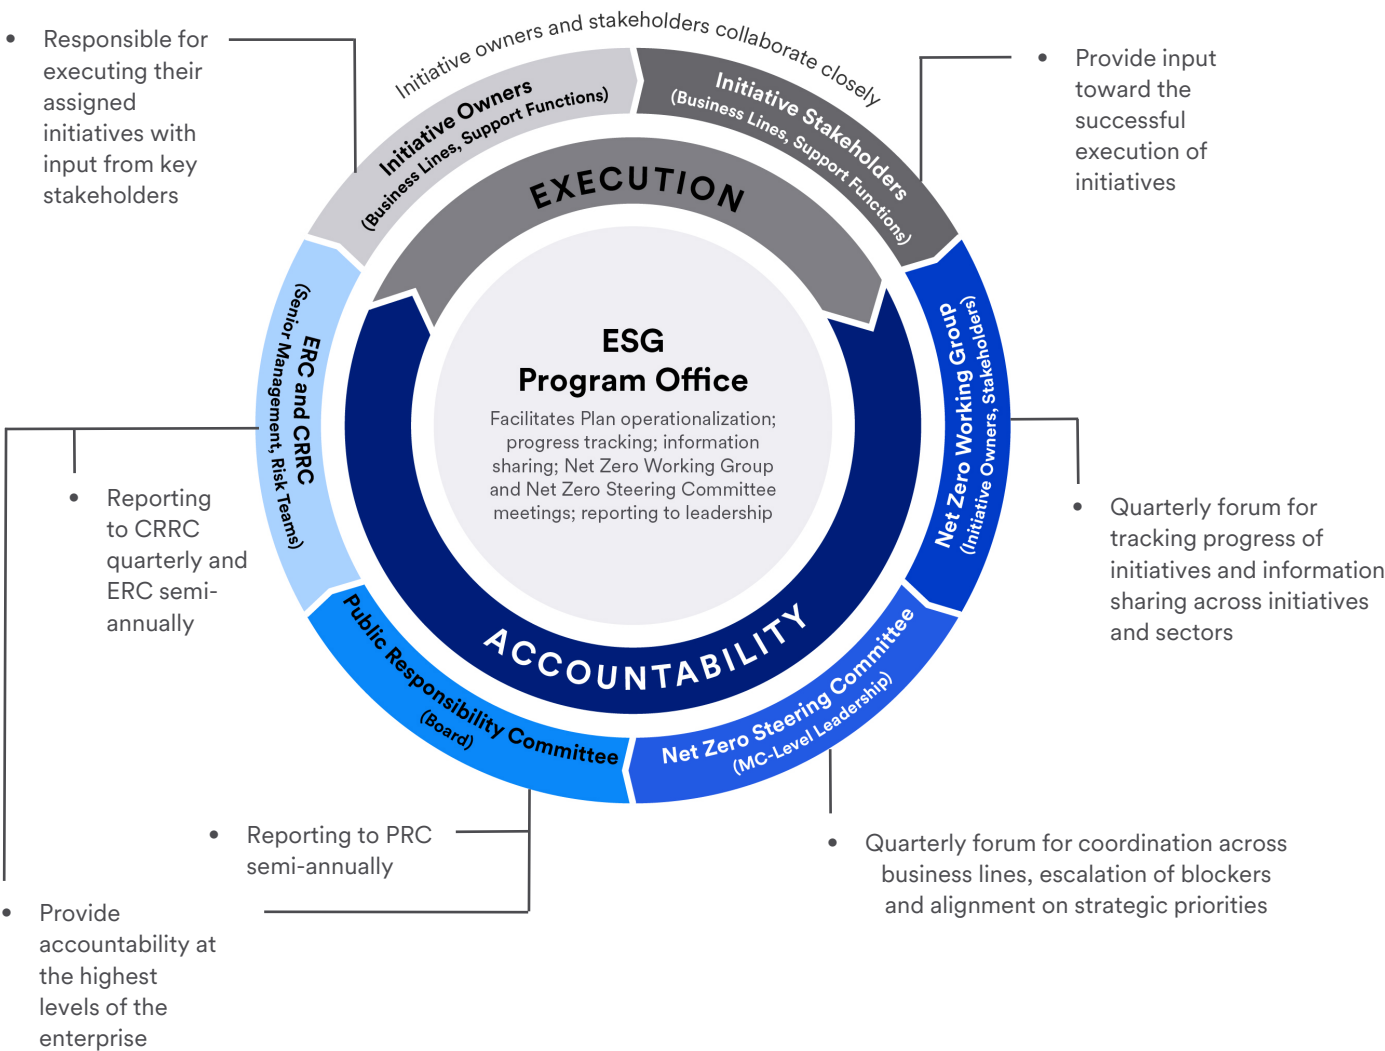 Initiative owners and stakeholders collaborate closely
• Responsible for
executing their
assigned
initiatives with
input from key
stakeholders
Initiative Owners
(Business Lines, Support Functions)
Initiative Stakeholders
(Business Lines, Support Functions)
• Provide input
toward the
successful
execution of
initiatives
EXECUTION
ERC and CRRC
(Senior Management, Risk Teams)
ESG
Program Office
Facilitates Plan operationalization;
progress tracking; information
sharing; Net Zero Working Group
and Net Zero Steering Committee
meetings; reporting to leadership
Net Zero Working Group
(Initiative Owners, Stakeholders)
• Reporting
to CRRC
quarterly and
ERC semi-
annually
• Quarterly forum for
tracking progress of
initiatives and information
sharing across initiatives
and sectors
ACCOUNTABILITY
Public Responsibility Committee
(Board)
Net Zero Steering Committee
(MC-Level Leadership)
• Reporting to PRC
semi-annually
• Quarterly forum for coordination across
business lines, escalation of blockers
and alignment on strategic priorities
• Provide
accountability at
the highest
levels of the
enterprise